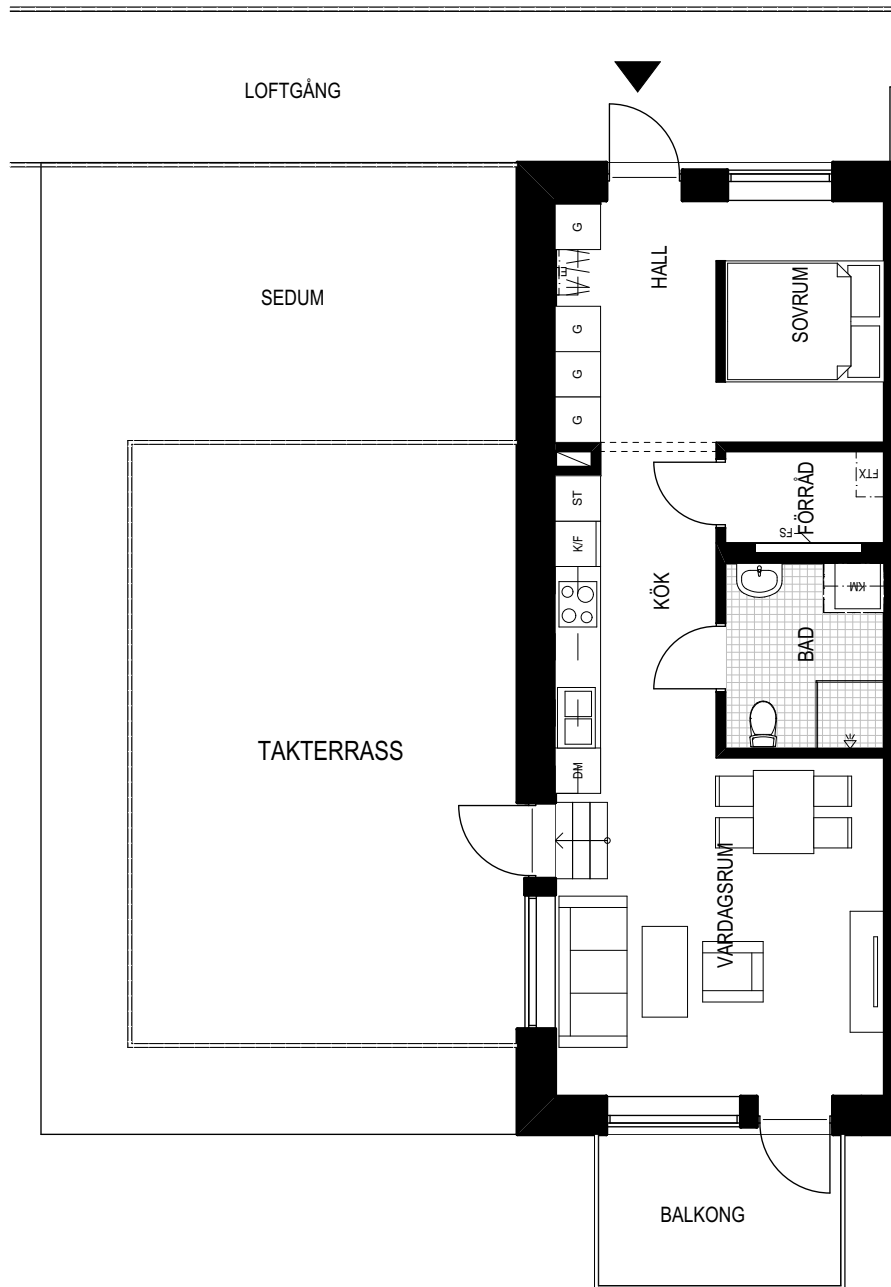 LOFTGÅNG
G
E
HALL
SEDUM
SOVRUM
G
G
G
ST
FÖRRÅD
FTX
FS
K/F
KÖK
KM
BAD
TAKTERRASS
DM
VARDAGSRUM
BALKONG